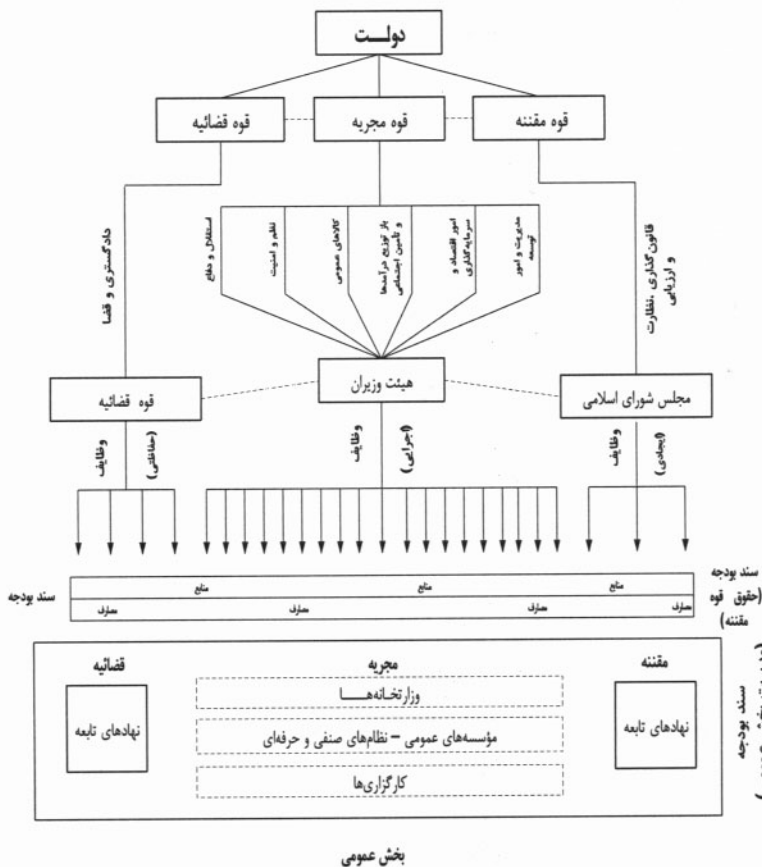 دولــت
قوه مقننه
قوه مجریه
قوه قضائیه
قانون‌گذاری ،نظارت
و ارزیابی
مدیریت و امور
توسعه
امور اقتصاد و
سرمایه‌گذاری
باز توزیع درآمدها
و تأمین اجتماعی
کالاهای عمومی
نظم و امنیت
استقلال و دفاع
دادگستری و قضا
مجلس شورای اسلامی
هیئت وزیران
قوه قضائیه
وظایف
(ایجادی)
وظایف
(اجرایی)
وظایف
(حفاظتی)
سند بودجه
(حقوق قوه
مقننه)
منابع
منابع
منابع
مصارف
مصارف
مصارف
مصارف
سند بودجه
مقننه
مجریه
قضائیه
نهادهای تابعه
وزارتخانه‌هــــا
مؤسسه‌های عمومی – نظام‌های صنفی و حرفه‌ای
کارگزاری‌ها
نهادهای تابعه
سند بودجه
بخش عمومی